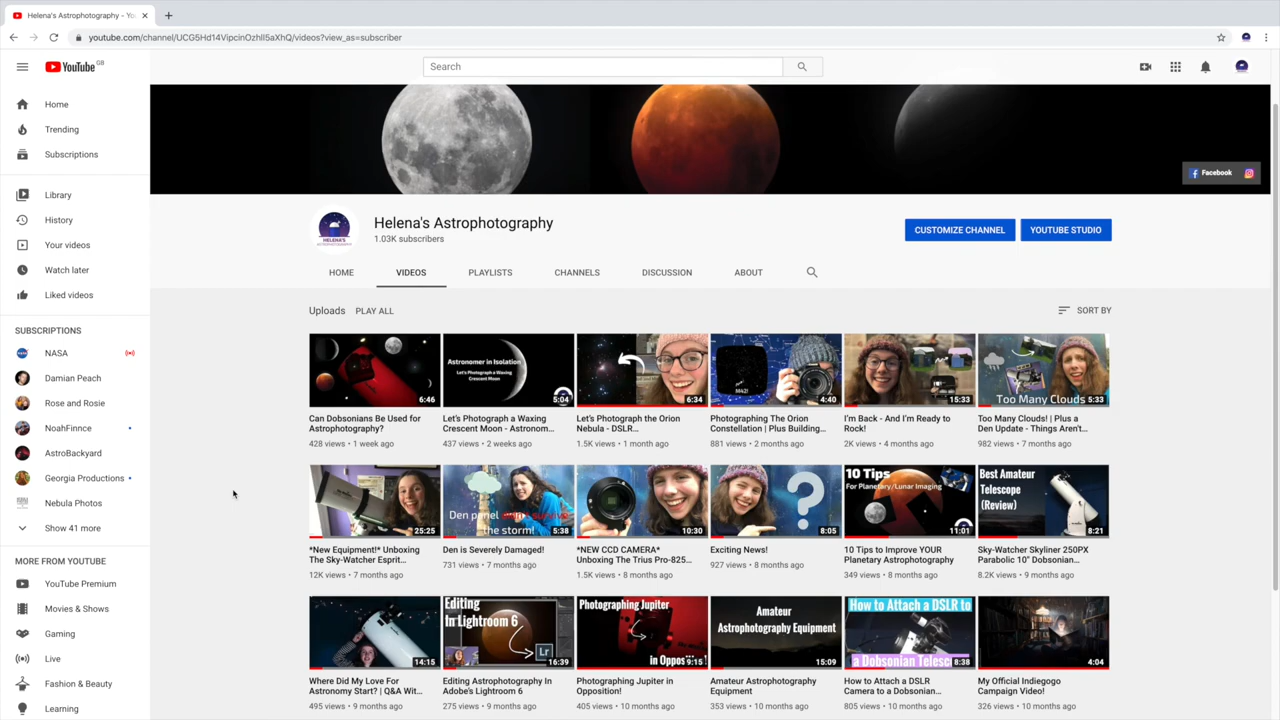 Helena's Astrophotography - Yo
youtube.com/channel/UCG5Hd14VipcinOzhlI5aXhQ/videos?view_as=subscriber
YouTube GB
Search
Home
Trending
Subscriptions
Library
History
Your videos
Watch later
Liked videos
SUBSCRIPTIONS
NASA
Damian Peach
Rose and Rosie
NoahFinnce
AstroBackyard
Georgia Productions
Nebula Photos
Show 41 more
MORE FROM YOUTUBE
YouTube Premium
Movies & Shows
Gaming
Live
Fashion & Beauty
Learning
Facebook
HELENA'S
Helena's Astrophotography
1.03K subscribers
CUSTOMIZE CHANNEL
YOUTUBE STUDIO
HOME
VIDEOS
PLAYLISTS
CHANNELS
DISCUSSION
ABOUT
Uploads
PLAY ALL
SORT BY
6:46
Can Dobsonians Be Used for
Astrophotography?
428 views • 1 week ago
Astronomer in Isolation
Let's Photograph a Waxing
Crescent Moon
5:04
Let's Photograph a Waxing
Crescent Moon - Astronom...
437 views • 2 weeks ago
6:34
Let's Photograph the Orion
Nebula - DSLR...
1.5K views • 1 month ago
M42!
4:40
Photographing The Orion
Constellation | Plus Building...
881 views • 2 months ago
15:33
I'm Back - And I'm Ready to
Rock!
2K views • 4 months ago
Too Many Clouds
5:33
Too Many Clouds! | Plus a
Den Update - Things Aren't...
982 views • 7 months ago
25:25
*New Equipment!* Unboxing
The Sky-Watcher Esprit...
12K views • 7 months ago
Den panel didn't survive
the storm!
5:38
Den is Severely Damaged!
731 views • 7 months ago
10:30
*NEW CCD CAMERA*
Unboxing The Trius Pro-825...
1.5K views • 8 months ago
?
8:05
Exciting News!
927 views • 8 months ago
10 Tips
For Planetary/Lunar Imaging
11:01
10 Tips to Improve YOUR
Planetary Astrophotography
349 views • 8 months ago
Best Amateur
Telescope
(Review)
8:21
Sky-Watcher Skyliner 250PX
Parabolic 10" Dobsonian...
8.2K views • 9 months ago
14:15
Where Did My Love For
Astronomy Start? | Q&A Wit...
495 views • 9 months ago
Editing
In Lightroom 6
Lr
16:39
Editing Astrophotography In
Adobe's Lightroom 6
275 views • 9 months ago
Photographing Jupiter
in Opposition!
9:15
Photographing Jupiter in
Opposition!
405 views • 10 months ago
Amateur
Astrophotography Equipment
15:09
Amateur Astrophotography
Equipment
353 views • 10 months ago
How to Attach a DSLR to
a Dobsonian Telescope
8:38
How to Attach a DSLR
Camera to a Dobsonian...
805 views • 10 months ago
4:04
My Official Indiegogo
Campaign Video!
326 views • 10 months ago